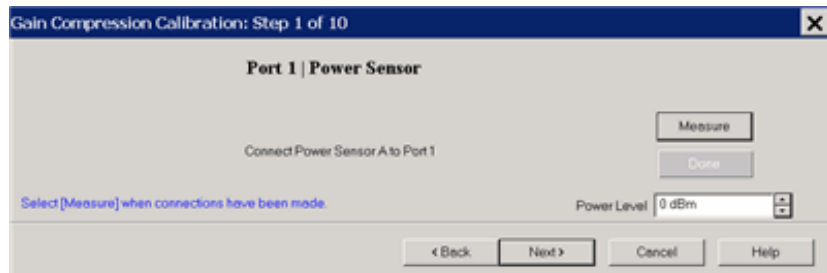 Gain Compression Calibration: Step 1 of 10
Port 1 | Power Sensor
Measure
Connect Power Sensor A to Port 1
Done
Select [Measure] when connections have been made.
Power Level 0 dBm
< Back Next > Cancel Help